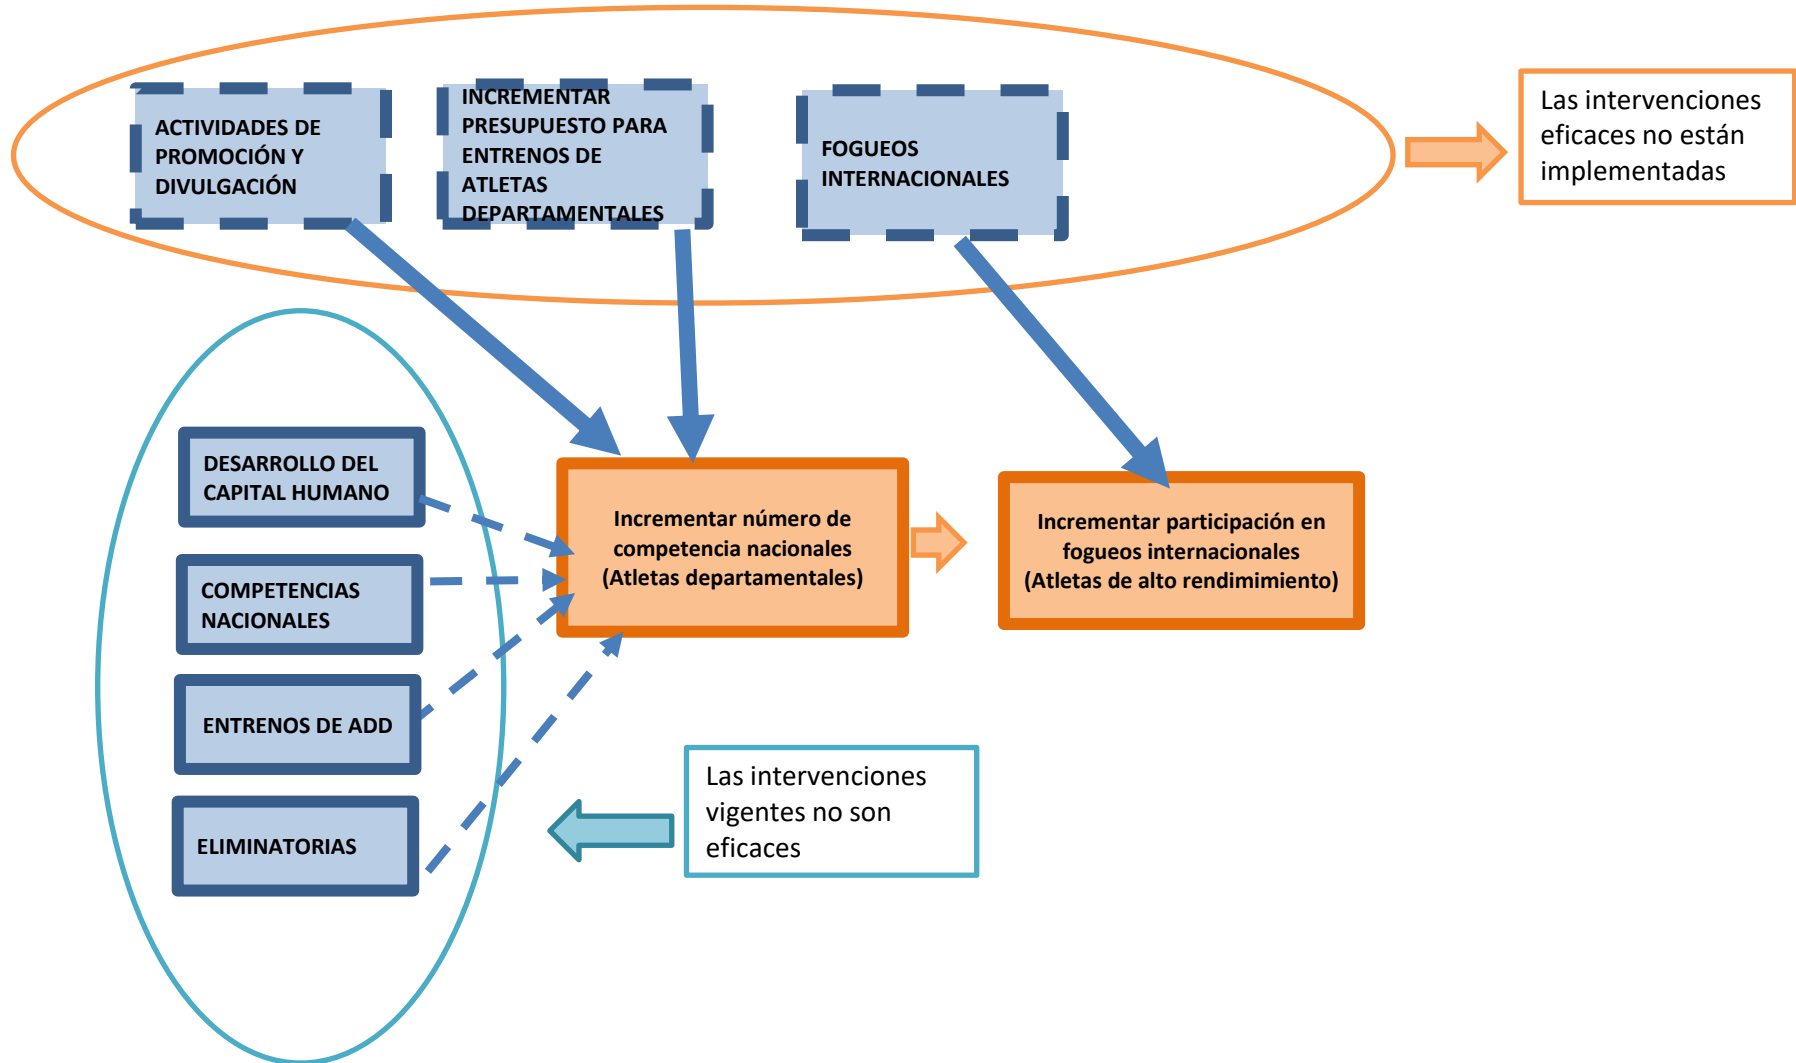 ACTIVIDADES DE
PROMOCIÓN Y
DIVULGACIÓN
INCREMENTAR
PRESUPUESTO PARA
ENTRENOS DE
ATLETAS
DEPARTAMENTALES
FOGUEOS
INTERNACIONALES
Las intervenciones
eficaces no están
implementadas
DESARROLLO DEL
CAPITAL HUMANO
COMPETENCIAS
NACIONALES
ENTRENOS DE ADD
ELIMINATORIAS
Incrementar número de
competencia nacionales
(Atletas departamentales)
Incrementar participación en
fogueos internacionales
(Atletas de alto rendimimiento)
Las intervenciones
vigentes no son
eficaces